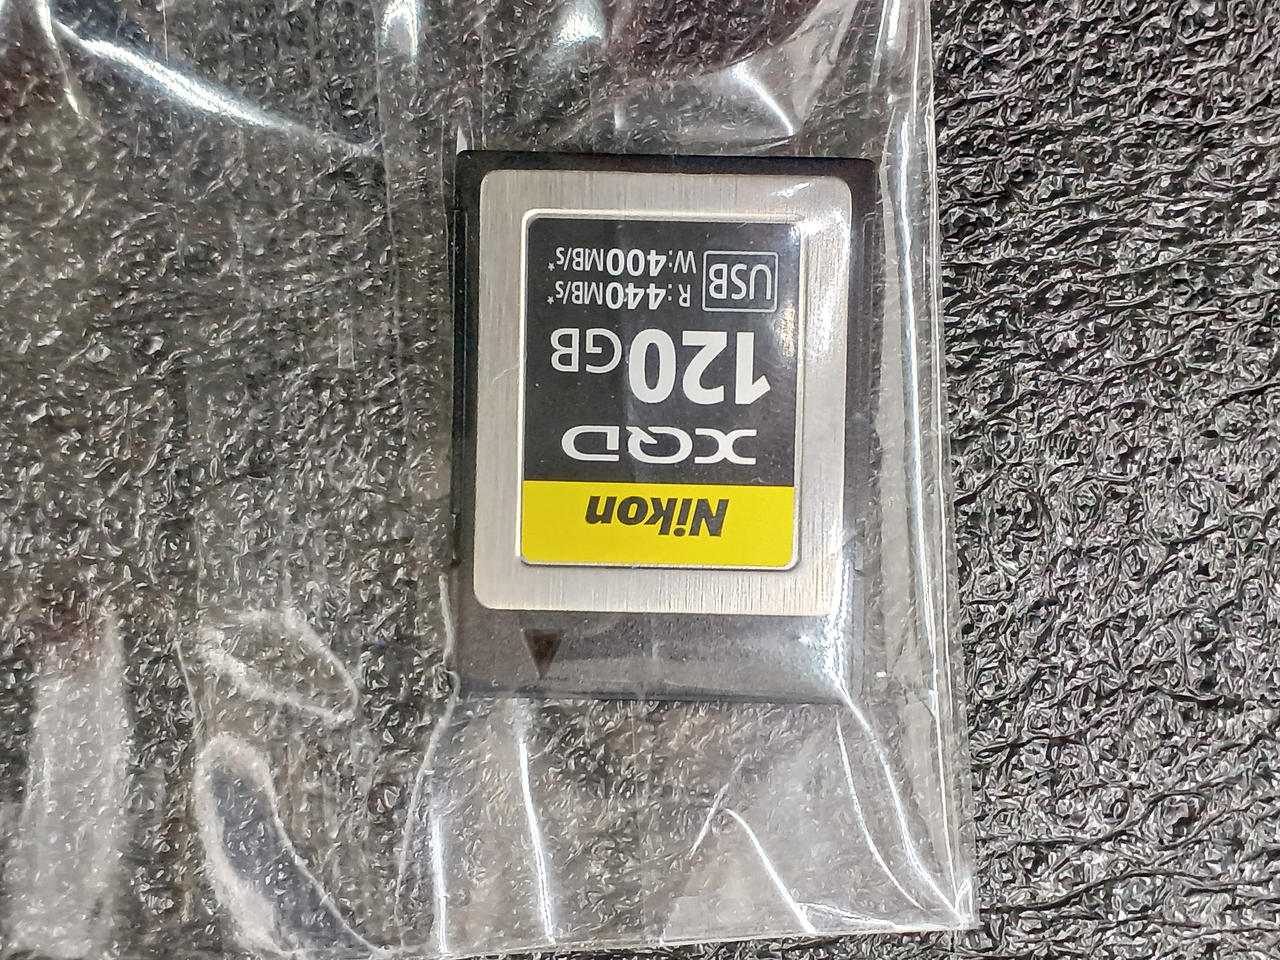 Nikon
XQD
120GB
USB R:440MB/s*
W:400MB/s*